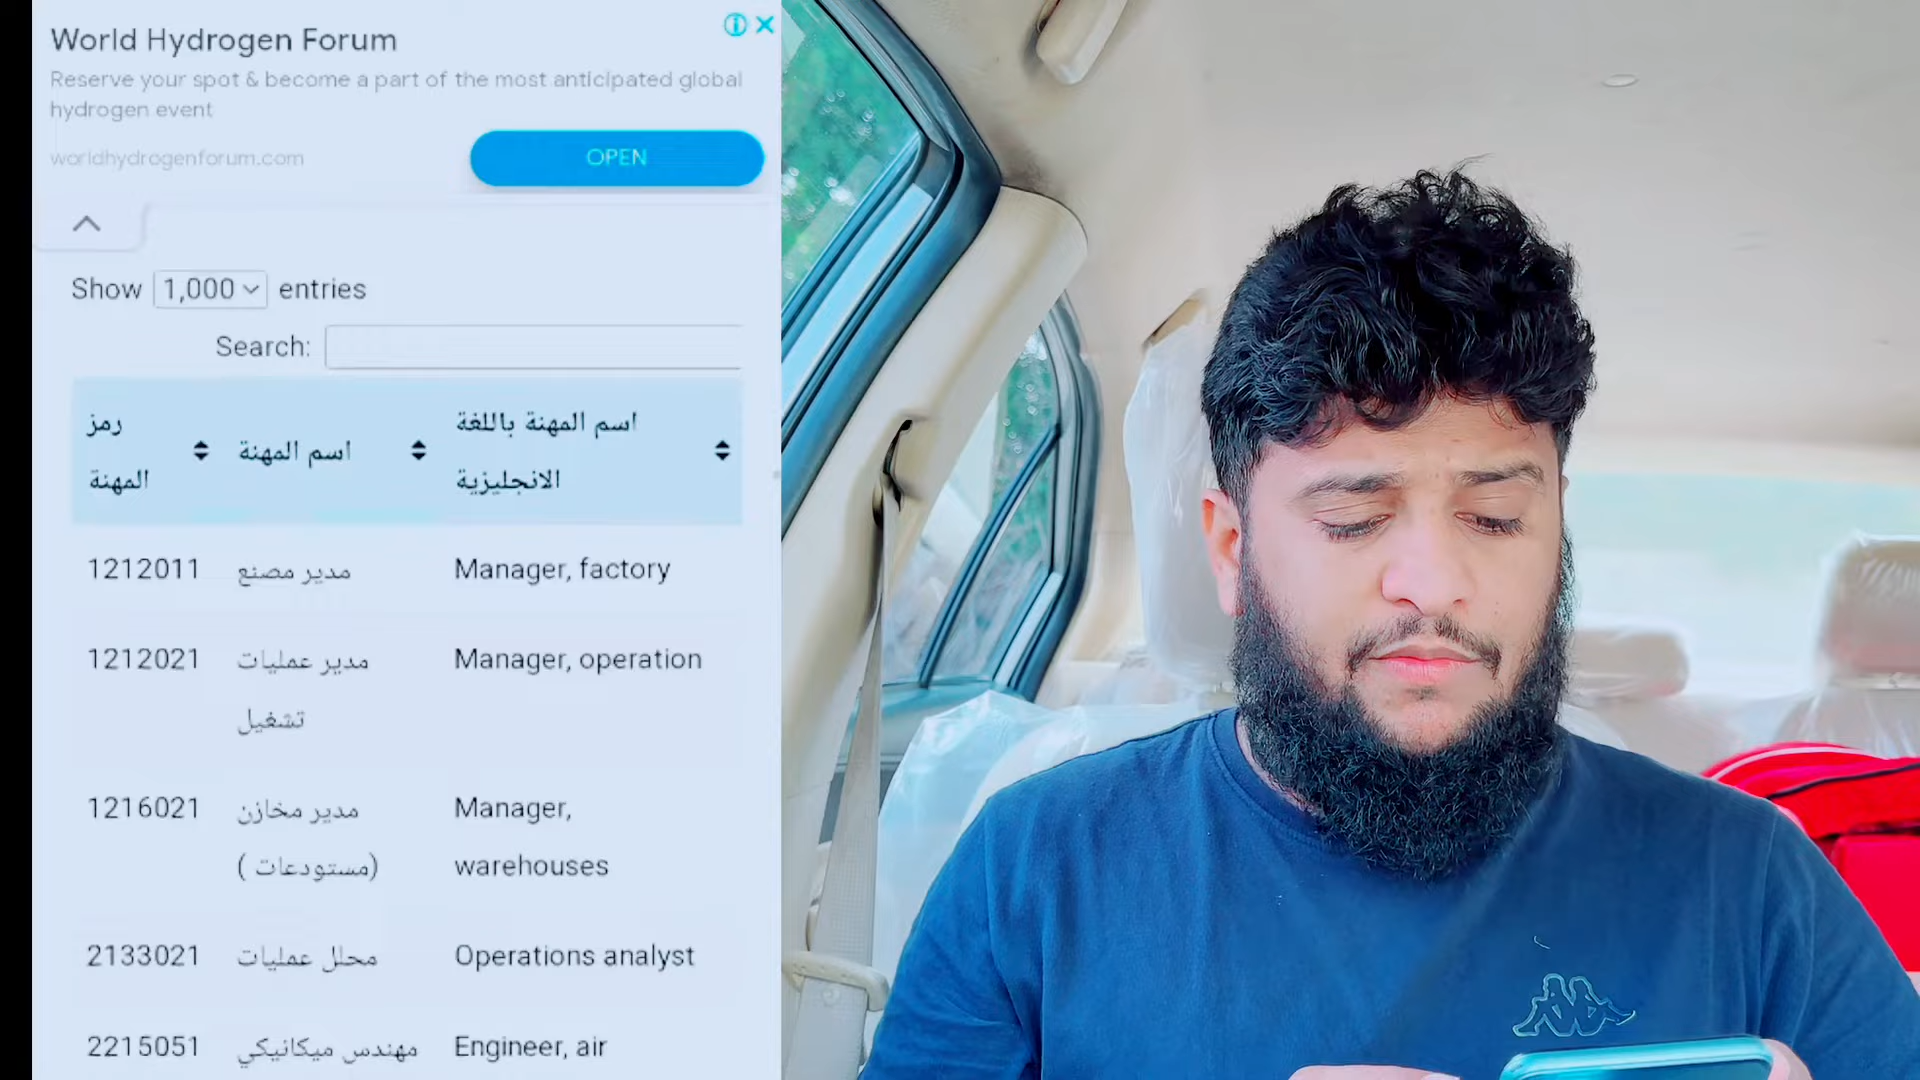 World Hydrogen Forum
Reserve your spot & become a part of the most anticipated global
hydrogen event
worldhydrogenforum.com
OPEN
Show 1,000 entries
Search:
رمز المهنة
اسم المهنة
اسم المهنة باللغة الانجليزية
1212011 مدير مصنع Manager, factory
1212021 مدير عمليات تشغيل Manager, operation
1216021 مدير مخازن (مستودعات ) Manager, warehouses
2133021 محلل عمليات Operations analyst
2215051 مهندس ميكانيكي Engineer, air